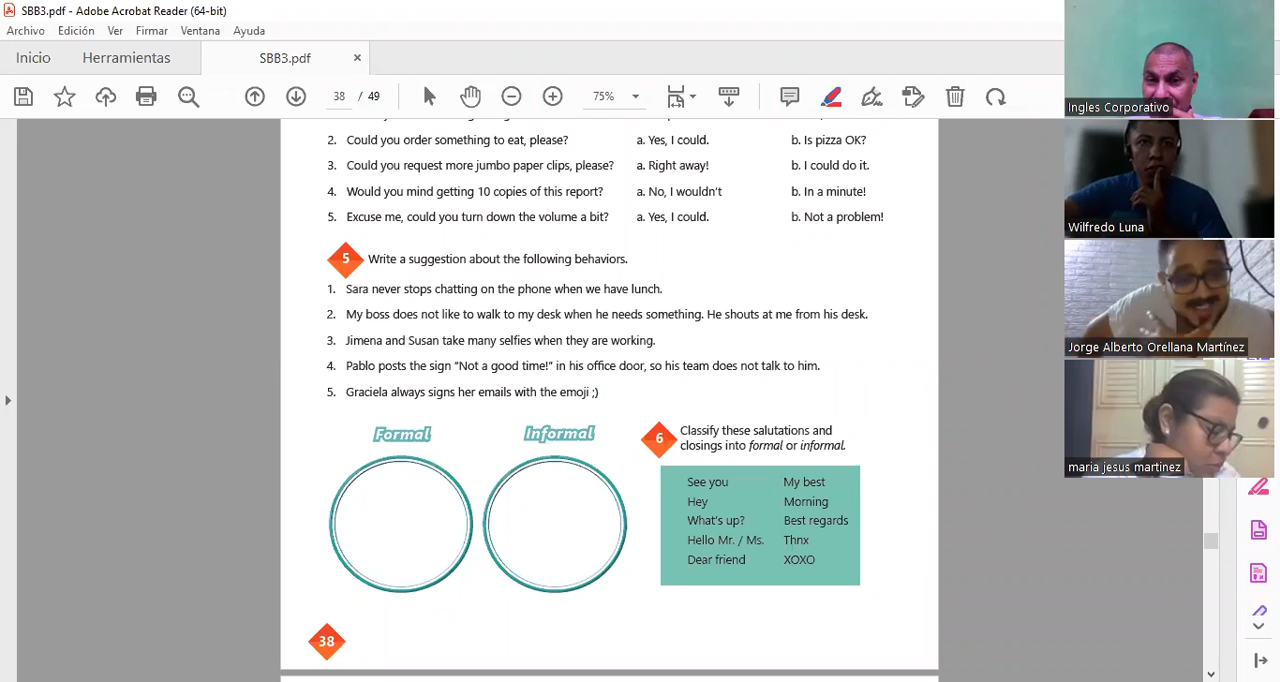 SBB3.pdf - Adobe Acrobat Reader (64-bit)
Archivo Edición Ver Firmar Ventana Ayuda
Inicio Herramientas SBB3.pdf ×
38 / 49 75%
2. Could you order something to eat, please? a. Yes, I could. b. Is pizza OK?
3. Could you request more jumbo paper clips, please? a. Right away! b. I could do it.
4. Would you mind getting 10 copies of this report? a. No, I wouldn't b. In a minute!
5. Excuse me, could you turn down the volume a bit? a. Yes, I could. b. Not a problem!
5 Write a suggestion about the following behaviors.
1. Sara never stops chatting on the phone when we have lunch.
2. My boss does not like to walk to my desk when he needs something. He shouts at me from his desk.
3. Jimena and Susan take many selfies when they are working.
4. Pablo posts the sign "Not a good time!" in his office door, so his team does not talk to him.
5. Graciela always signs her emails with the emoji ;)
Formal Informal
6 Classify these salutations and
closings into formal or informal.
See you My best
Hey Morning
What's up? Best regards
Hello Mr. / Ms. Thnx
Dear friend XOXO
38
Ingles Corporativo
Wilfredo Luna
Jorge Alberto Orellana Martínez
maria jesus martinez